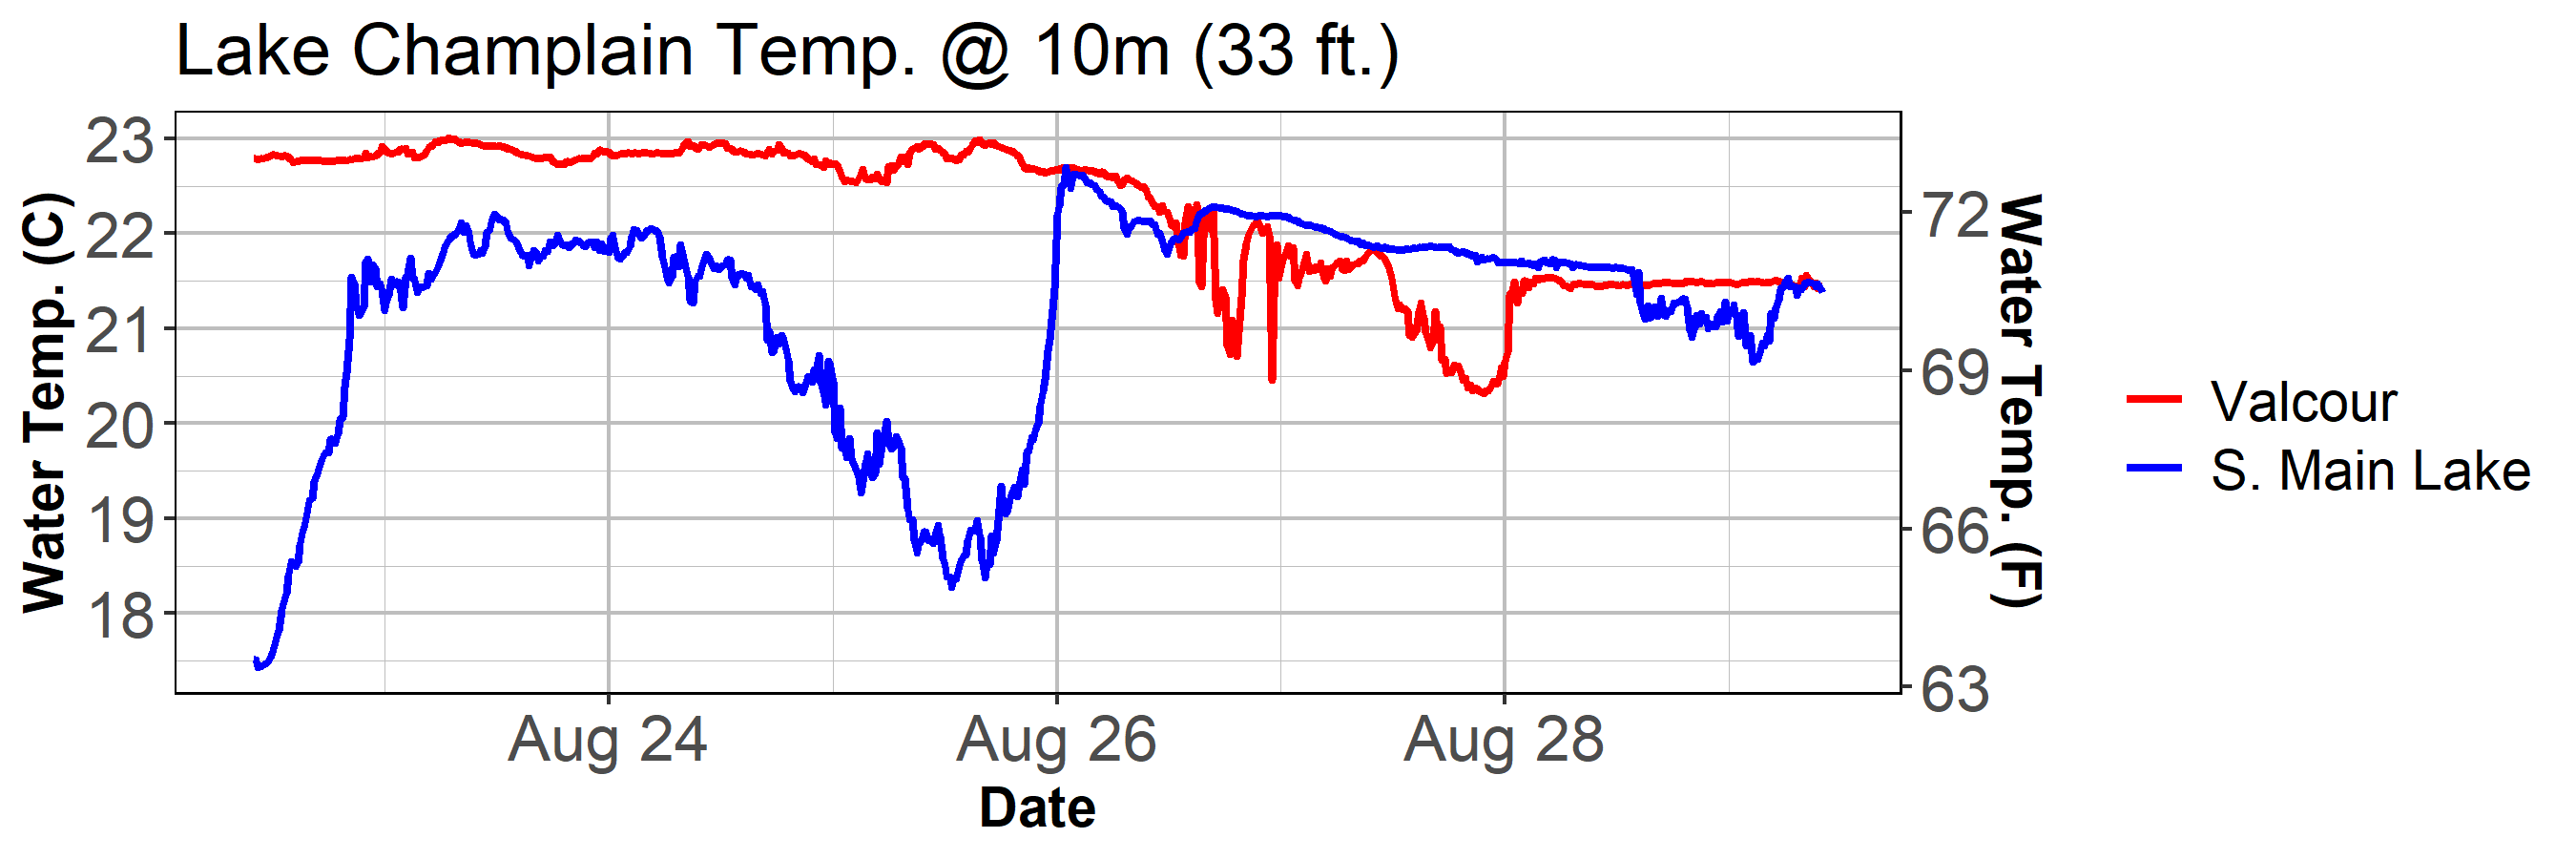 Lake Champlain Temp. @ 10m (33 ft.)
Water Temp. (C)
23
22
21
20
19
18
72
69
66
63
Water Temp. (F)
Aug 24
Aug 26
Aug 28
Date
Valcour
S. Main Lake